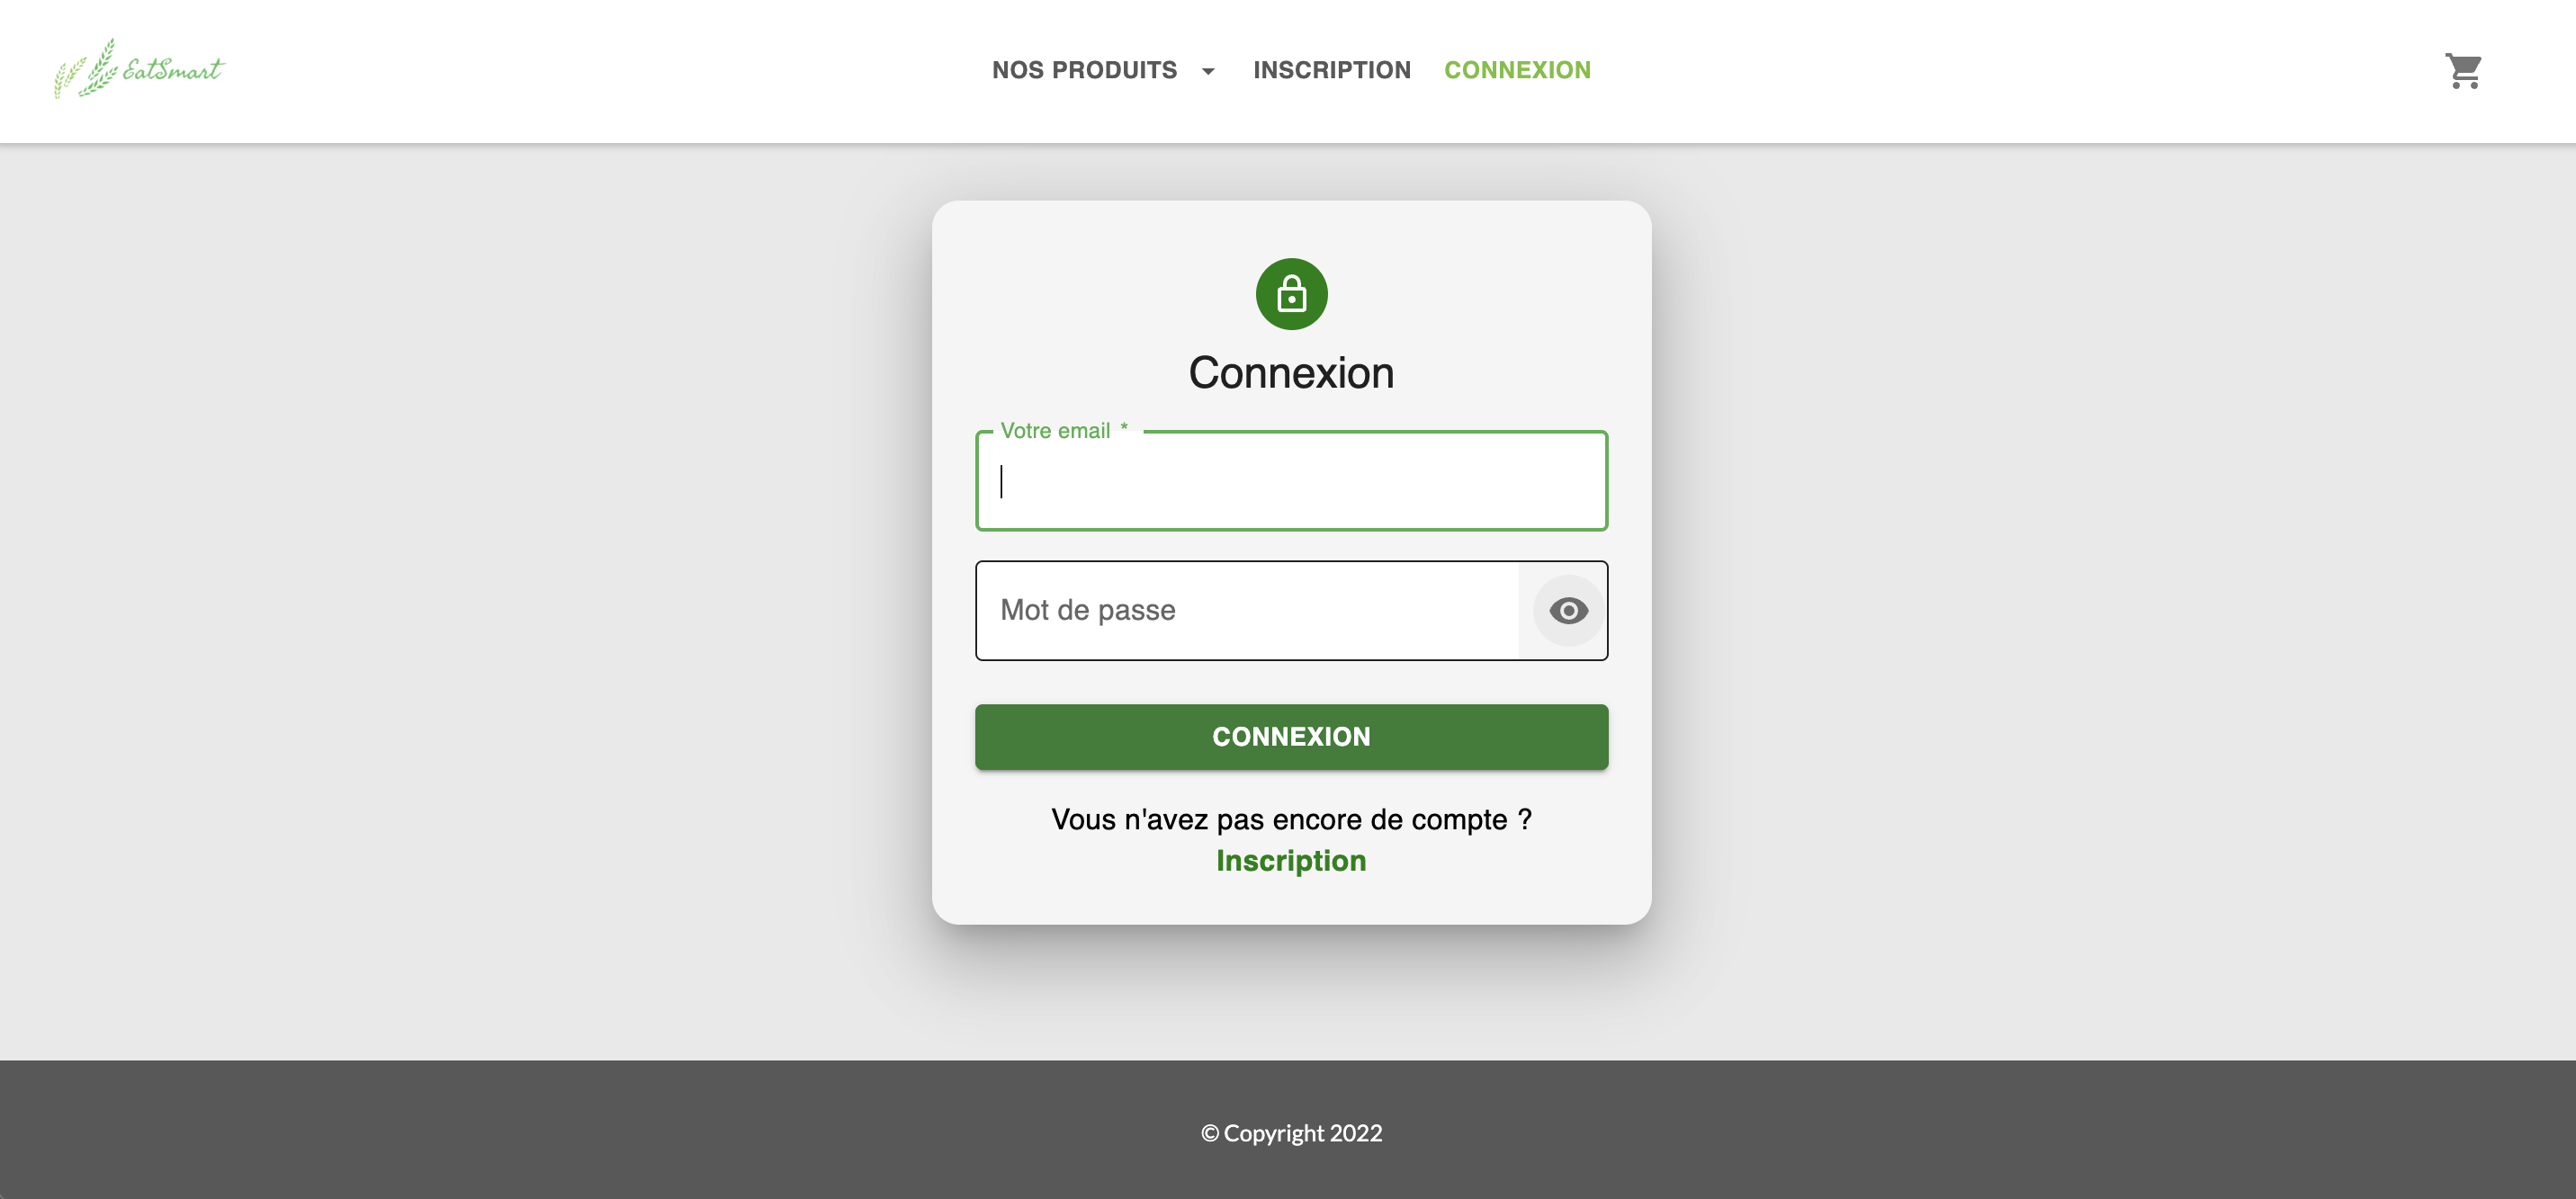 EatSmart
NOS PRODUITS INSCRIPTION CONNEXION
Connexion
Votre email *
Mot de passe
CONNEXION
Vous n'avez pas encore de compte ?
Inscription
© Copyright 2022